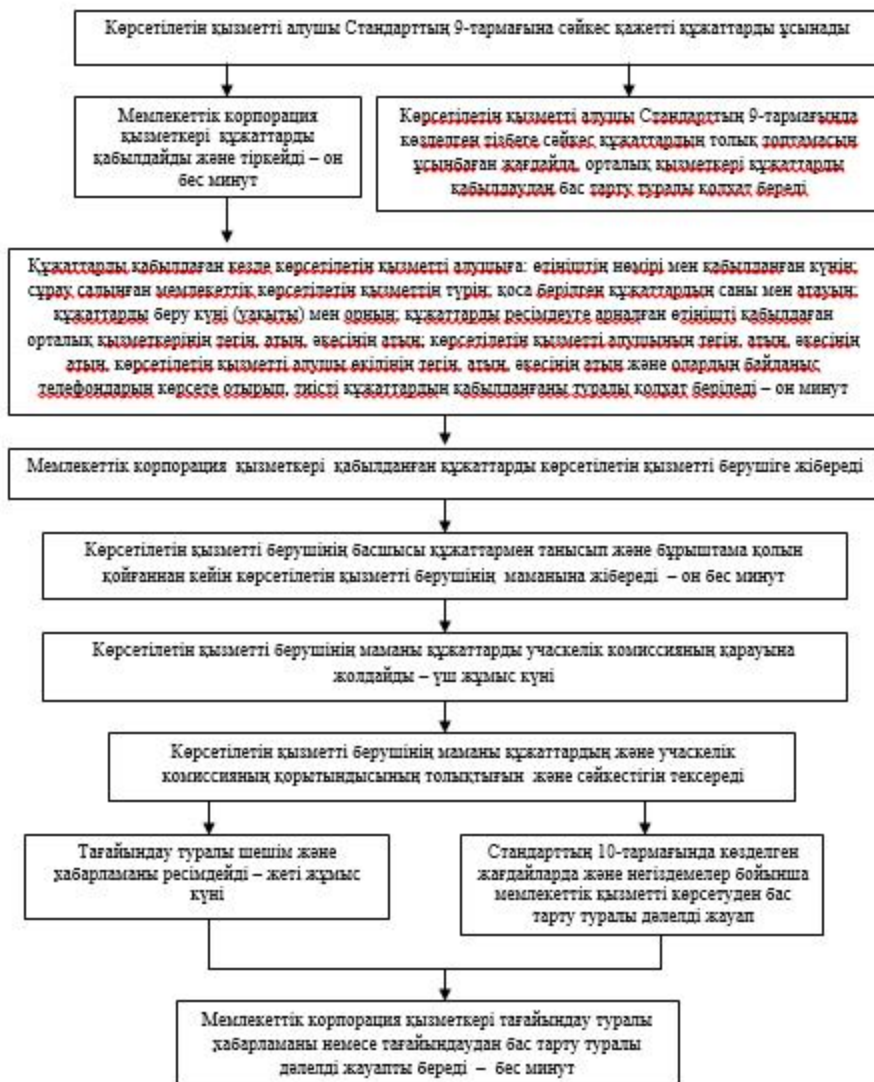 Көрсетілетін қызметті алушы Стандарттың 9-тармағына сәйкес қажетті құжаттарды ұсынады
Мемлекеттік корпорация
қызметкері құжаттарды
қабылдайды және тіркейді – он
бес минут
Көрсетілетін қызметті алушы Стандарттың 9-тармағында
көзделген тізбеге сәйкес құжаттардың толық топтамасын
ұсынбаған жағдайда, орталық қызметкері құжаттарды
қабылдаудан бас тарту туралы қолхат береді
Құжаттарды қабылдаған кезде көрсетілетін қызметті алушыға: өтініштің нөмірі мен қабылданған күнін;
сұрау салынған мемлекеттік көрсетілетін қызметтің түрін; қоса берілген құжаттардың саны мен атауын;
құжаттарды беру күні (уақыты) мен орнын; құжаттарды ресімдеуге арналған өтінішті қабылдаған
орталық қызметкерінің тегін, атын, әкесінің атын; көрсетілетін қызметті алушының тегін, атын, әкесінің
атын, көрсетілетін қызметті алушы өкілінің тегін, атын, әкесінің атын және олардың байланыс
телефондарын көрсете отырып, тиісті құжаттардың қабылданғаны туралы қолхат беріледі – он минут
Мемлекеттік корпорация қызметкері қабылданған құжаттарды көрсетілетін қызметті берушіге жібереді
Көрсетілетін қызметті берушінің басшысы құжаттармен танысып және бұрыштама қолын
қойғаннан кейін көрсетілетін қызметті берушінің маманына жібереді – он бес минут
Көрсетілетін қызметті берушінің маманы құжаттарды учаскелік комиссияның қарауына
жолдайды – үш жұмыс күні
Көрсетілетін қызметті берушінің маманы құжаттардың және учаскелік
комиссияның қорытындысының толықтығын және сәйкестігін тексереді
Тағайындау туралы шешім және
хабарламаны ресімдейді – жеті жұмыс
күні
Стандарттың 10-тармағында көзделген
жағдайларда және негіздемелер бойынша
мемлекеттік қызметті көрсетуден бас
тарту туралы дәлелді жауап
Мемлекеттік корпорация қызметкері тағайындау туралы
хабарламаны немесе тағайындаудан бас тарту туралы
дәлелді жауапты береді – бес минут